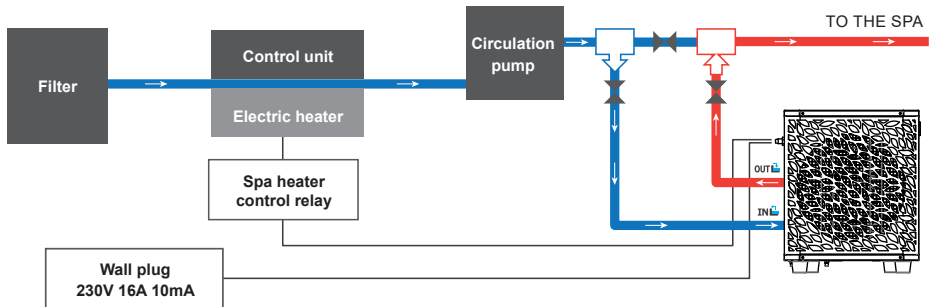 TO THE SPA
Circulation
pump
Control unit
Filter
Electric heater
OUT
Spa heater
control relay
IN
Wall plug
230V 16A 10mA